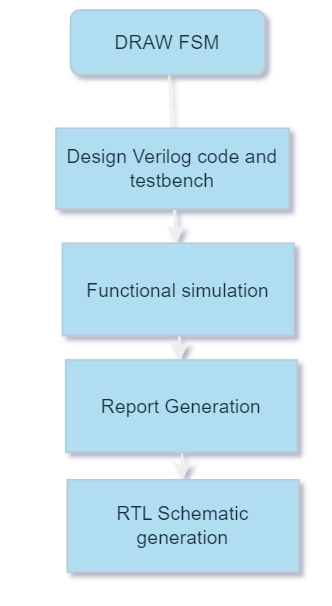 DRAW FSM
Design Verilog code and
testbench
Functional simulation
Report Generation
RTL Schematic
generation